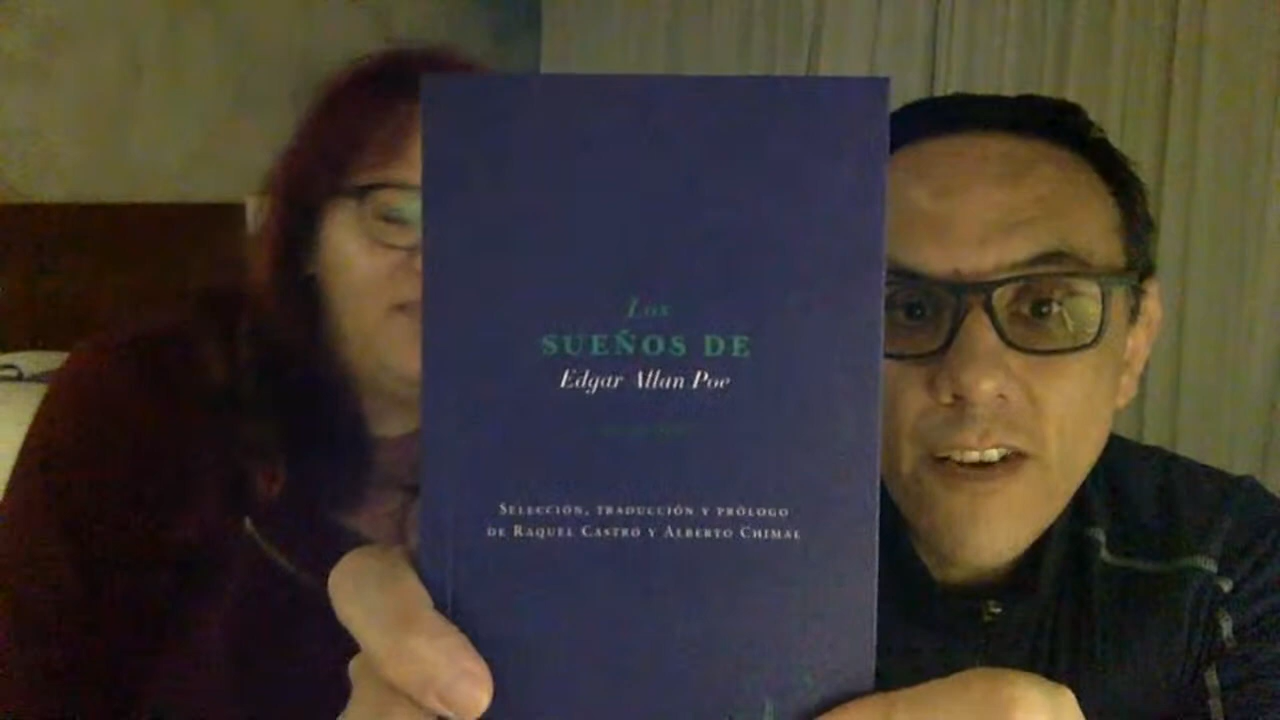 Los
SUEÑOS DE
Edgar Allan Poe
SELECCIÓN, TRADUCCIÓN Y PRÓLOGO
DE RAQUEL CASTRO Y ALBERTO CHIMAL